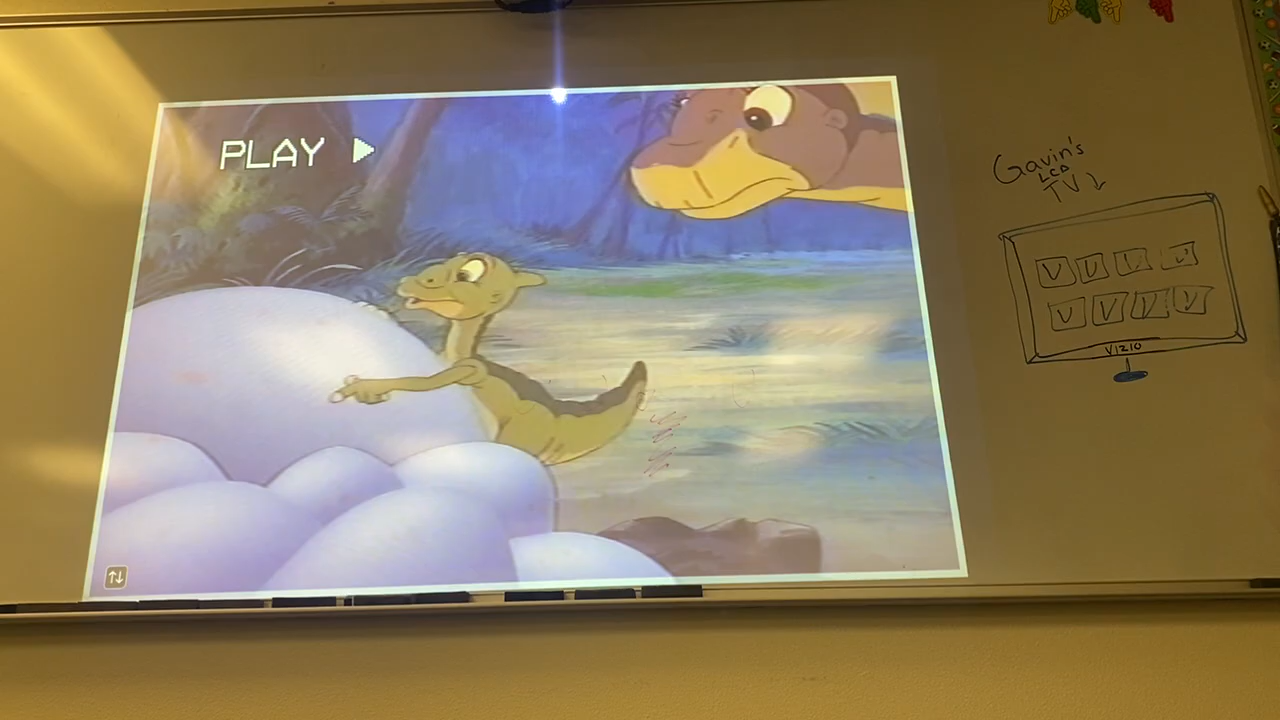 PLAY
Gavin's
LCD
TV
V V V V
V V V V
VIZIO